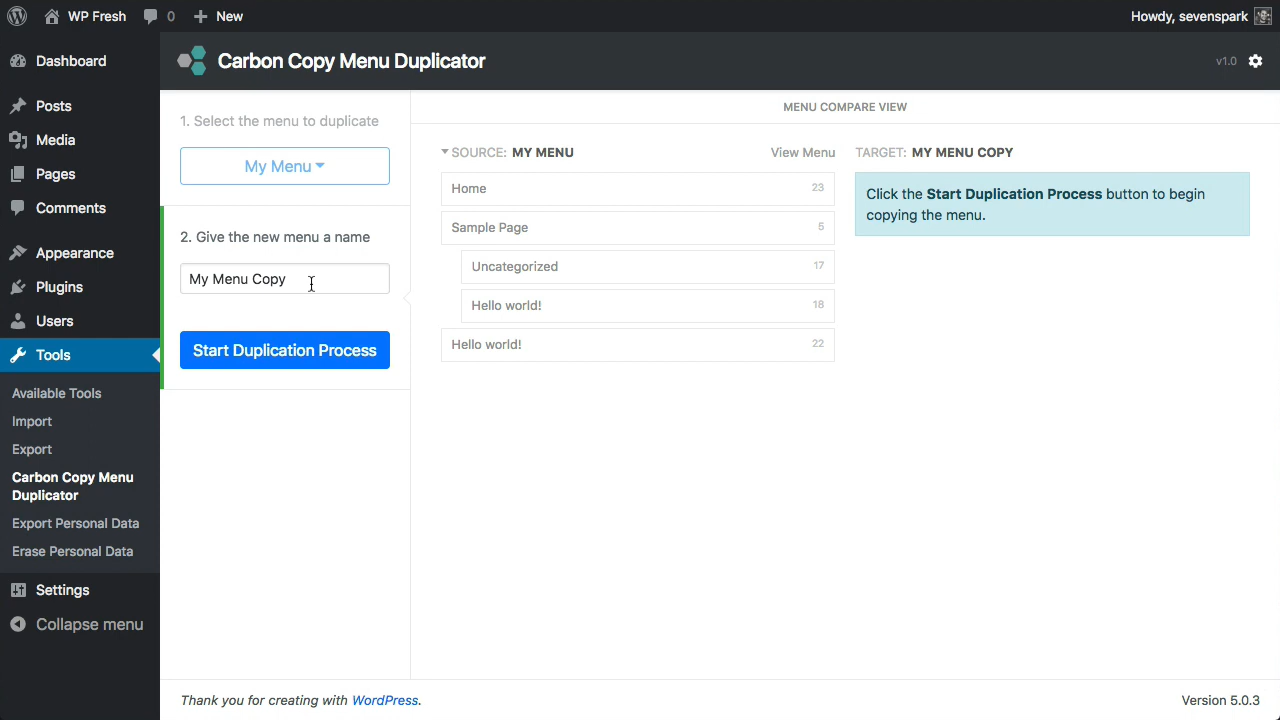 WP Fresh 0 New Howdy, sevenspark
Carbon Copy Menu Duplicator v1.0
Dashboard
Posts
Media
Pages
Comments
Appearance
Plugins
Users
Tools
Available Tools
Import
Export
Carbon Copy Menu
Duplicator
Export Personal Data
Erase Personal Data
Settings
Collapse menu
1. Select the menu to duplicate
My Menu
2. Give the new menu a name
My Menu Copy
Start Duplication Process
MENU COMPARE VIEW
SOURCE: MY MENU View Menu
Home 23
Sample Page 5
Uncategorized 17
Hello world! 18
Hello world! 22
TARGET: MY MENU COPY
Click the Start Duplication Process button to begin
copying the menu.
Thank you for creating with WordPress. Version 5.0.3